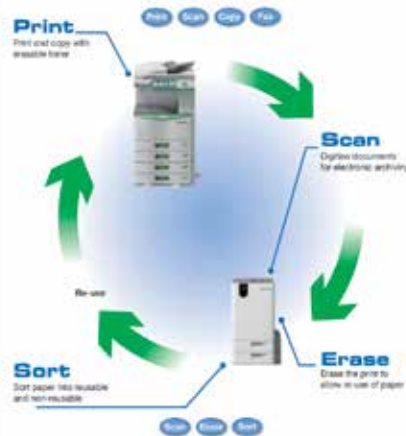 Print Scan Copy Fax
Print
Print and copy with
erasable toner
Scan
Digitise documents
for electronic archiving
Re-use
Sort
Sort paper into reusable
and non-reusable
Erase
Erase the print to
allow re-use of paper
Scan Erase Sort